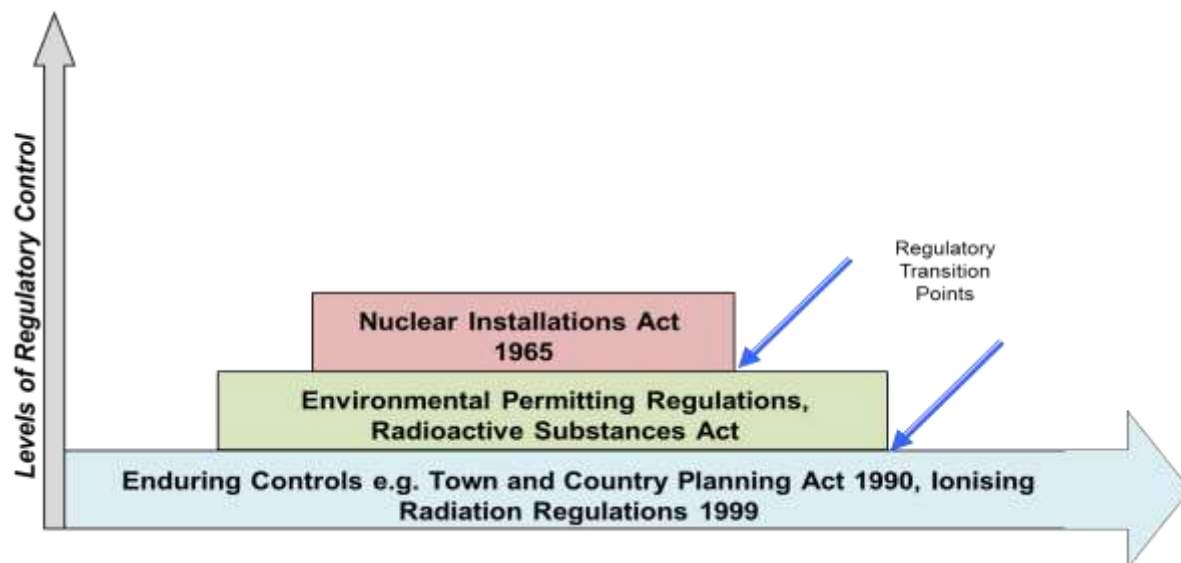 Levels of Regulatory Control
Regulatory
Transition
Points
Nuclear Installations Act
1965
Environmental Permitting Regulations,
Radioactive Substances Act
Enduring Controls e.g. Town and Country Planning Act 1990, Ionising
Radiation Regulations 1999